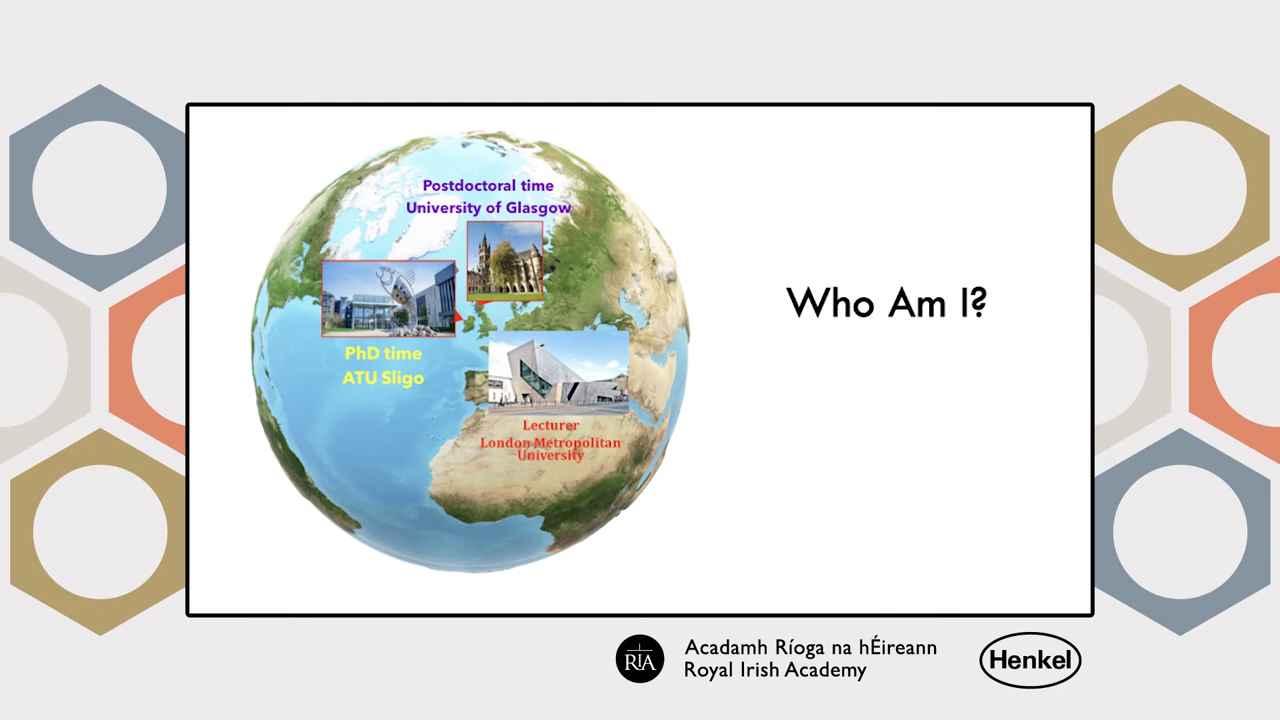 Postdoctoral time
University of Glasgow
PhD time
ATU Sligo
Lecturer
London Metropolitan
University
Who Am I?
RIA
Acadamh Ríoga na hÉireann
Royal Irish Academy
Henkel